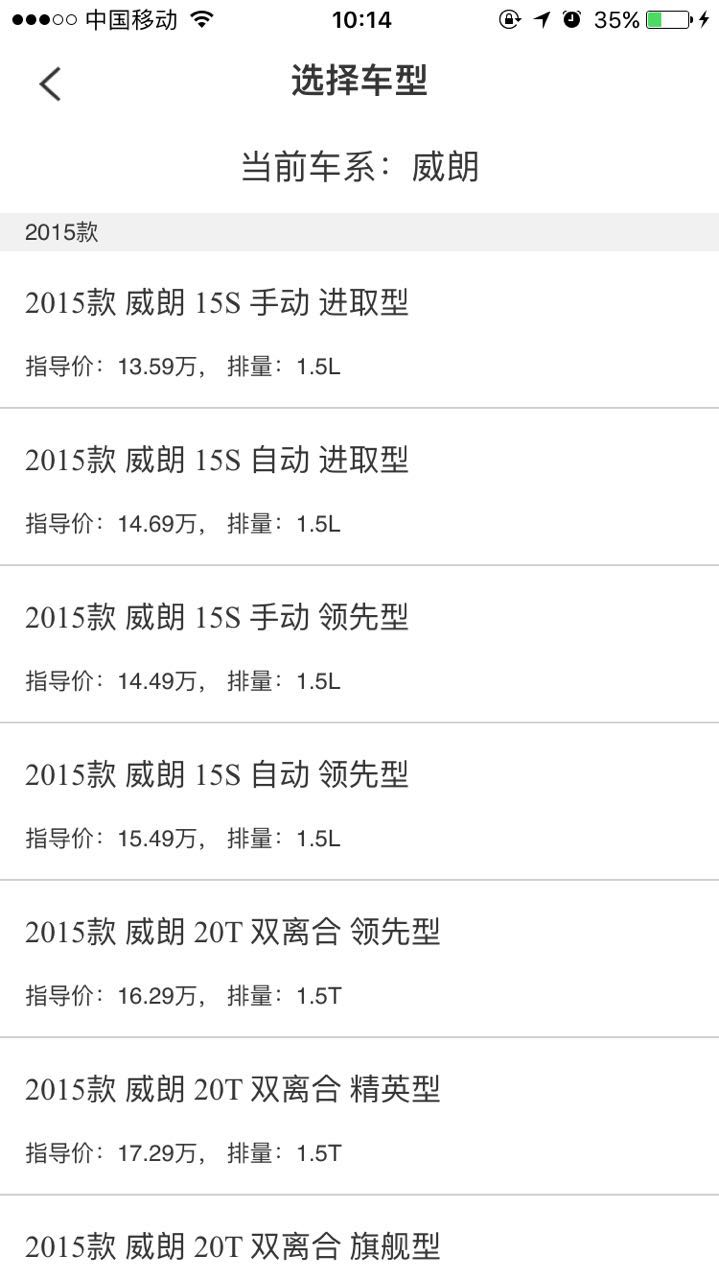 中国移动 10:14 35%
选择车型
当前车系：威朗
2015款
2015款 威朗 15S 手动 进取型
指导价：13.59万， 排量：1.5L
2015款 威朗 15S 自动 进取型
指导价：14.69万， 排量：1.5L
2015款 威朗 15S 手动 领先型
指导价：14.49万， 排量：1.5L
2015款 威朗 15S 自动 领先型
指导价：15.49万， 排量：1.5L
2015款 威朗 20T 双离合 领先型
指导价：16.29万， 排量：1.5T
2015款 威朗 20T 双离合 精英型
指导价：17.29万， 排量：1.5T
2015款 威朗 20T 双离合 旗舰型